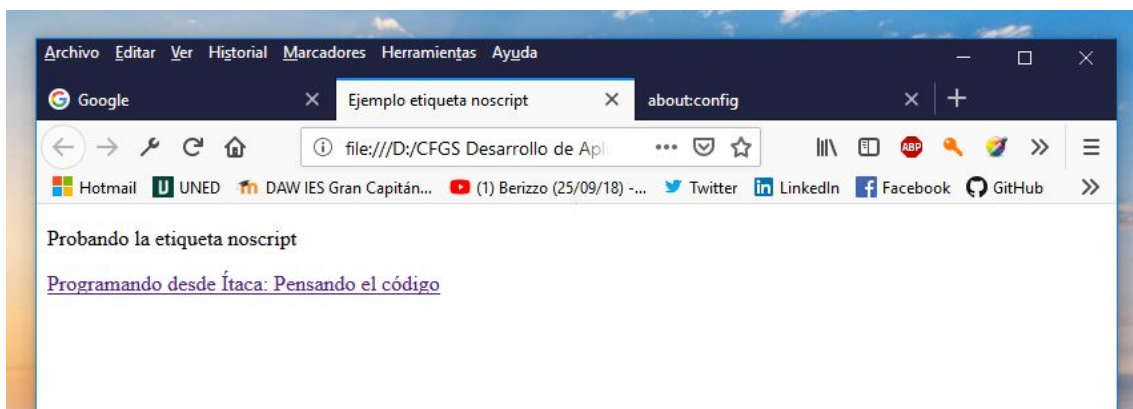 Archivo Editar Ver Historial Marcadores Herramientas Ayuda
Google Ejemplo etiqueta noscript about:config
file:///D:/CFGS Desarrollo de Apl ABP
Hotmail U UNED DAW IES Gran Capitán... (1) Berizzo (25/09/18) -... Twitter in LinkedIn f Facebook GitHub
Probando la etiqueta noscript
Programando desde Ítaca: Pensando el código